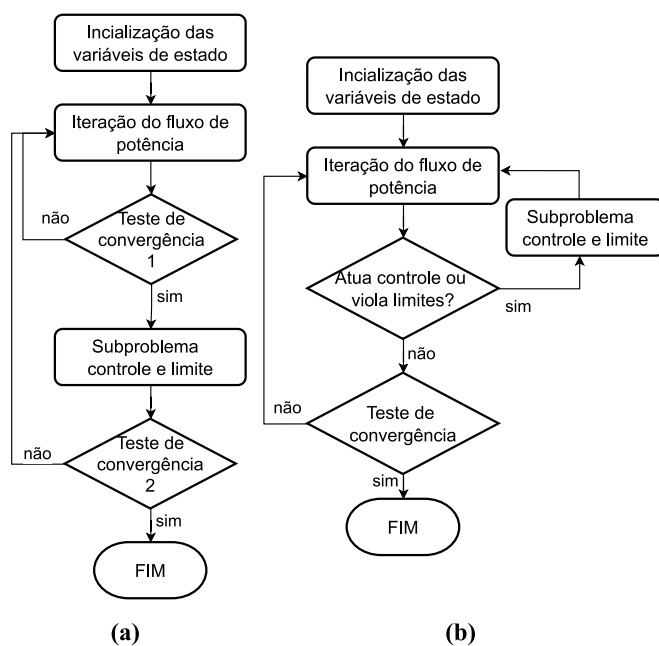 Incialização das
variáveis de estado
Iteração do fluxo de
potência
não
Teste de
convergência
1
sim
Subproblema
controle e limite
não
Teste de
convergência
2
sim
FIM
(a)
Incialização das
variáveis de estado
Iteração do fluxo de
potência
Subproblema
controle e limite
Atua controle ou
viola limites?
sim
não
não
Teste de
convergência
sim
FIM
(b)